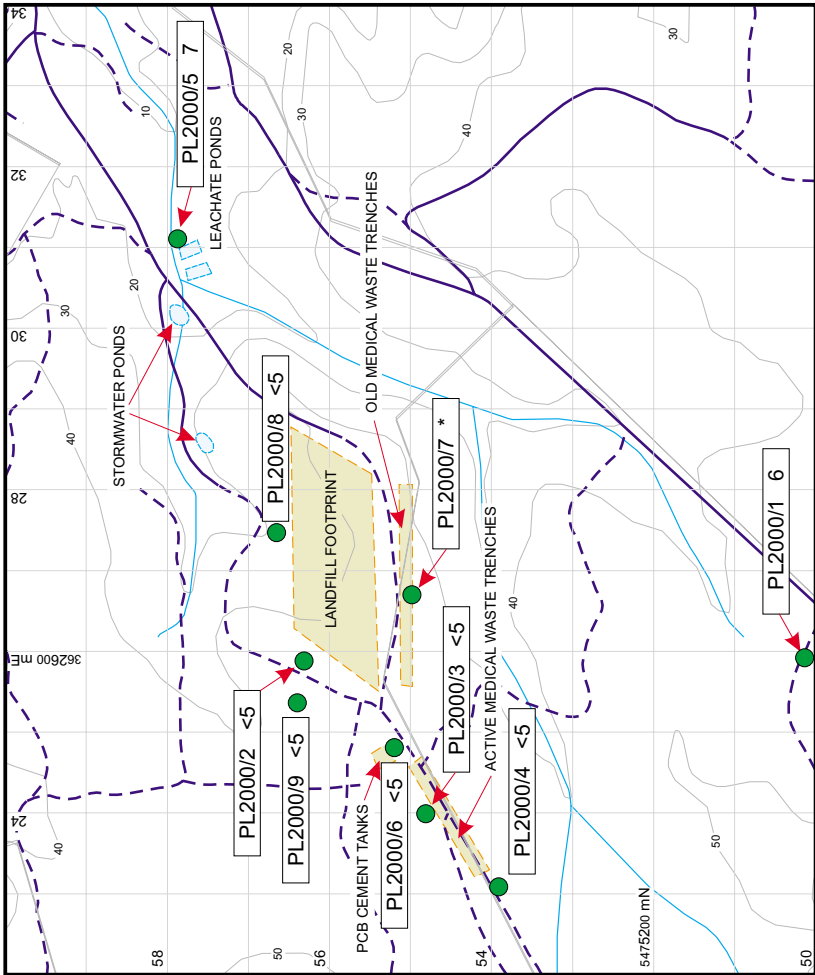 34
32
30
28
362600 mE
24
58
56
54
5475200 mN
50
20
30
30
10
40
PL2000/5 7
LEACHATE PONDS
20
30
40
STORMWATER PONDS
OLD MEDICAL WASTE TRENCHES
PL2000/8 <5
LANDFILL FOOTPRINT
PL2000/7 *
PL2000/1 6
40
PL2000/2 <5
PL2000/9 <5
PL2000/3 <5
ACTIVE MEDICAL WASTE TRENCHES
PCB CEMENT TANKS
PL2000/6 <5
PL2000/4 <5
40
50
50